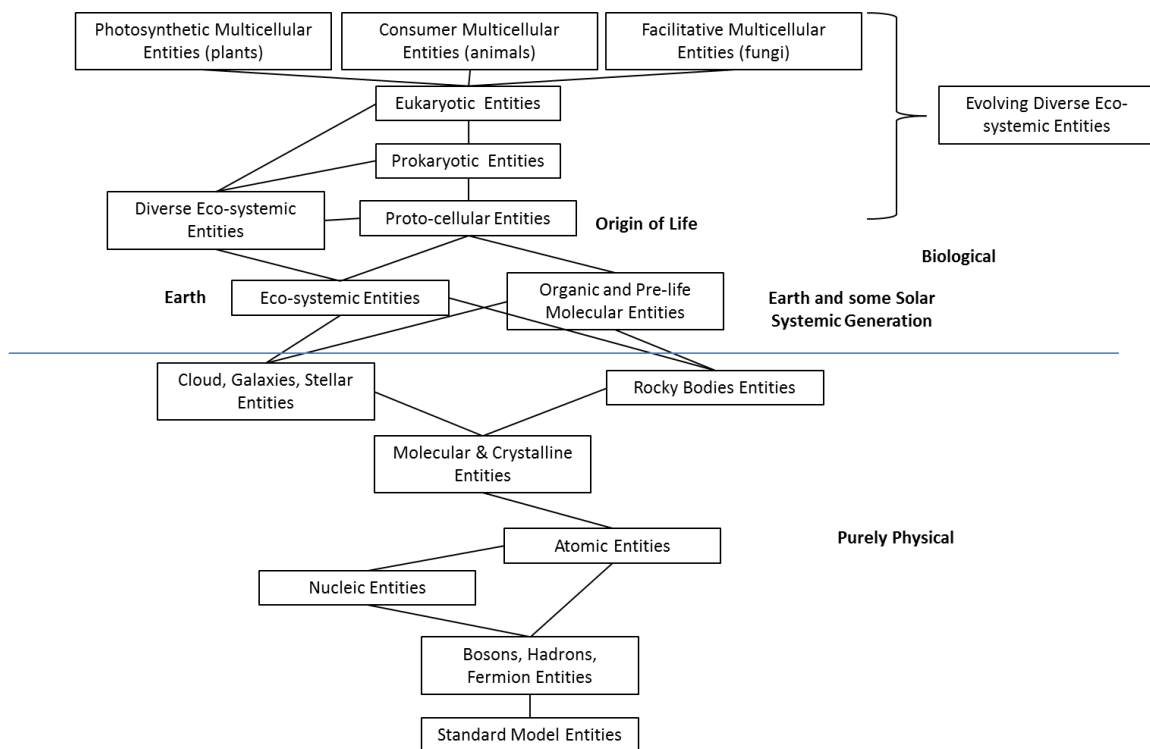 Photosynthetic Multicellular
Entities (plants)
Consumer Multicellular
Entities (animals)
Facilitative Multicellular
Entities (fungi)
Eukaryotic Entities
Evolving Diverse Eco-
systemic Entities
Prokaryotic Entities
Diverse Eco-systemic
Entities
Proto-cellular Entities
Origin of Life
Biological
Earth
Eco-systemic Entities
Organic and Pre-life
Molecular Entities
Earth and some Solar
Systemic Generation
Cloud, Galaxies, Stellar
Entities
Rocky Bodies Entities
Molecular & Crystalline
Entities
Atomic Entities
Purely Physical
Nucleic Entities
Bosons, Hadrons,
Fermion Entities
Standard Model Entities